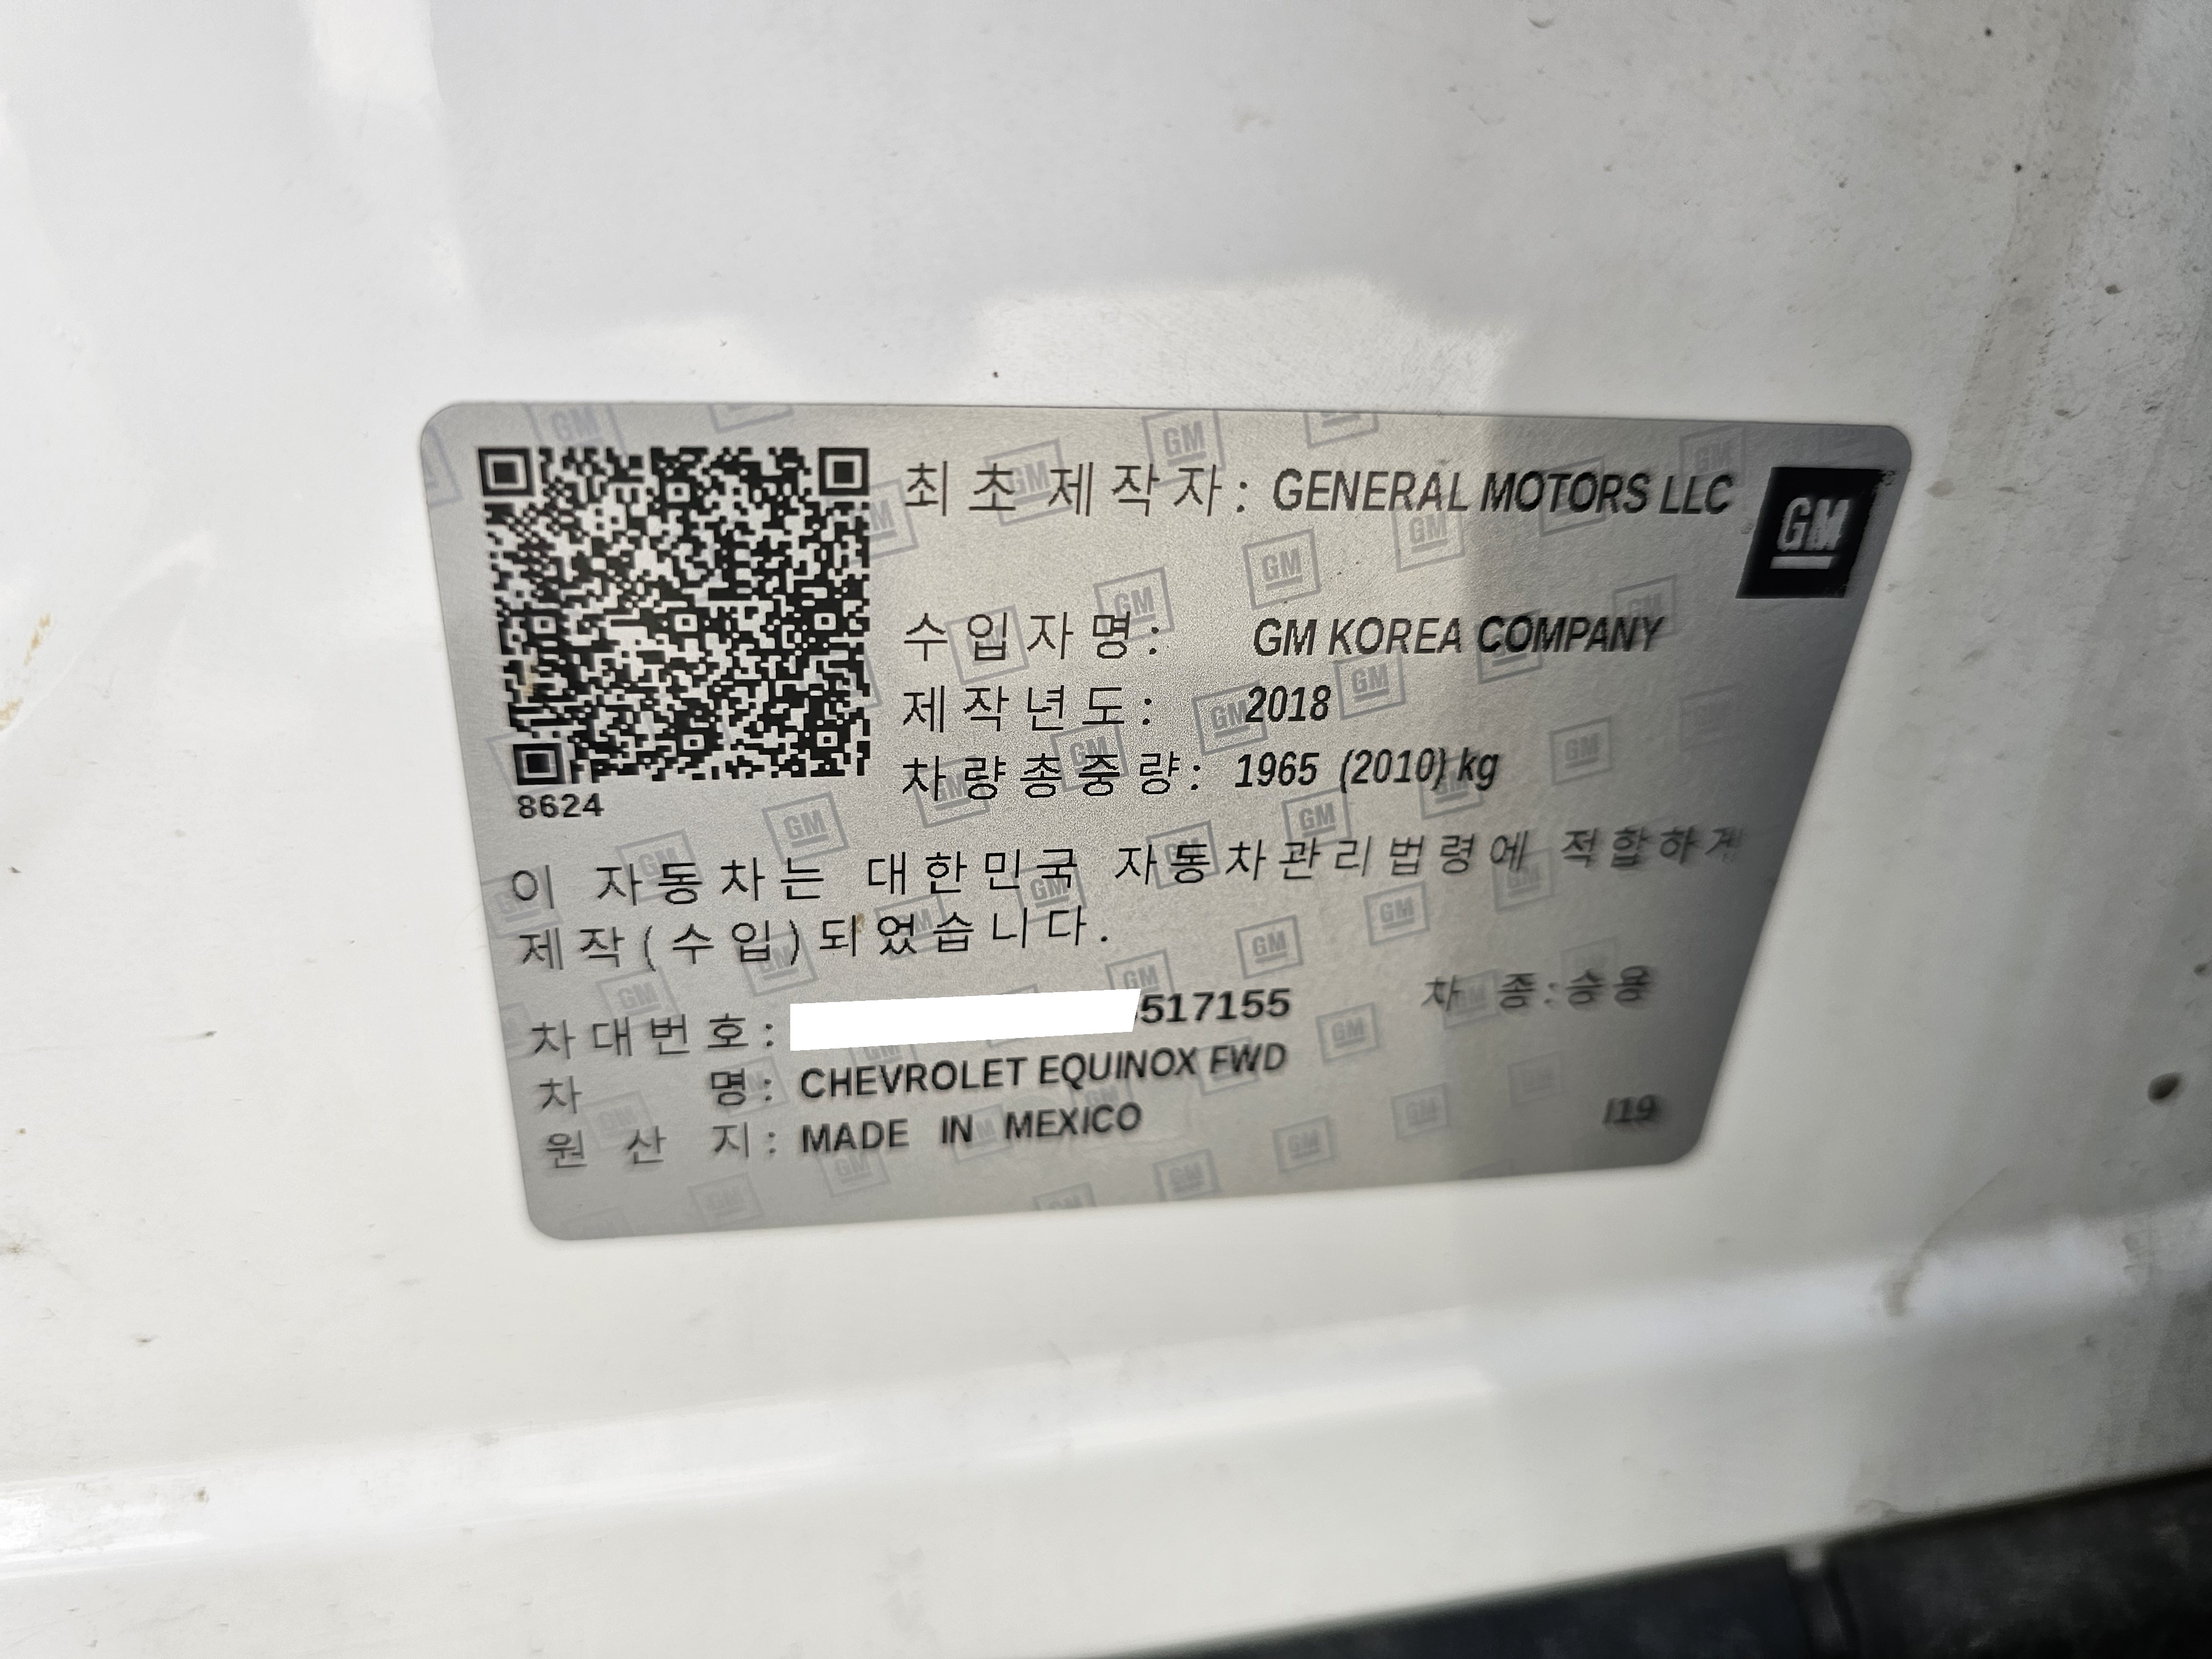 최초 제작자: GENERAL MOTORS LLC
GM
수입자명: GM KOREA COMPANY
제작년도: 2018
차량총중량: 1965 (2010) kg
8624
이 자동차는 대한민국 자동차관리법령에 적합하게
제작(수입)되었습니다.
차대번호: 517155 차 종:승용
차 명: CHEVROLET EQUINOX FWD
원 산 지: MADE IN MEXICO
I19